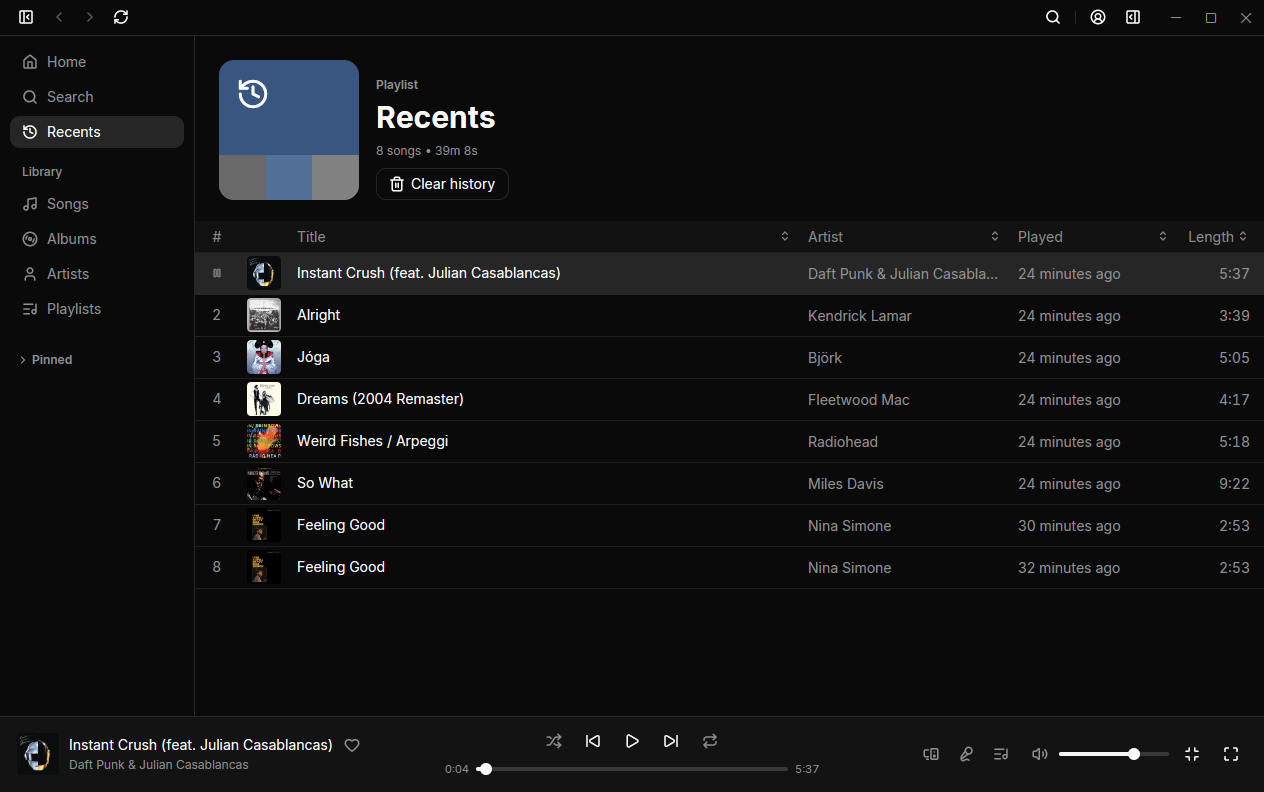 Home
Search
Recents
Library
Songs
Albums
Artists
Playlists
Pinned
Playlist
Recents
8 songs • 39m 8s
Clear history
# Title Artist Played Length
Instant Crush (feat. Julian Casablancas) Daft Punk & Julian Casabla... 24 minutes ago 5:37
2 Alright Kendrick Lamar 24 minutes ago 3:39
3 Jóga Björk 24 minutes ago 5:05
4 Dreams (2004 Remaster) Fleetwood Mac 24 minutes ago 4:17
5 Weird Fishes / Arpeggi Radiohead 24 minutes ago 5:18
6 So What Miles Davis 24 minutes ago 9:22
7 Feeling Good Nina Simone 30 minutes ago 2:53
8 Feeling Good Nina Simone 32 minutes ago 2:53
Instant Crush (feat. Julian Casablancas)
Daft Punk & Julian Casablancas
0:04 5:37